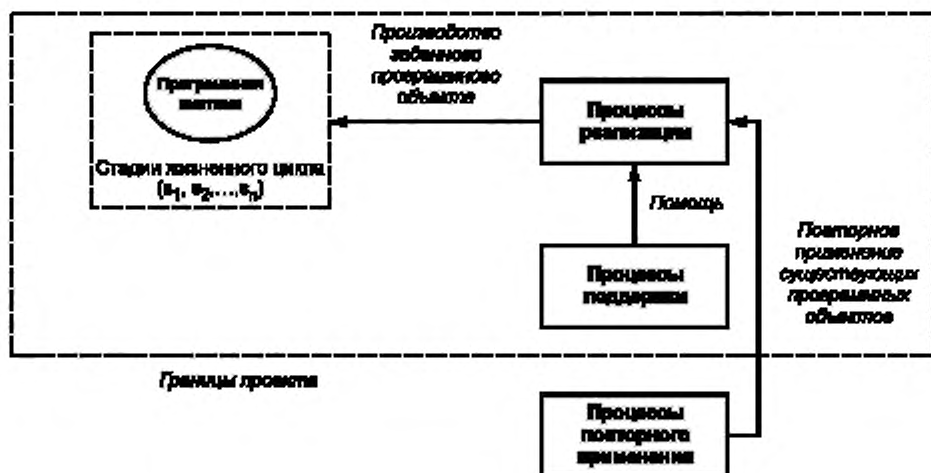 Производство
заданного
программного
объекта
Программная
система
Процессы
реализации
Стадии жизненного цикла
(s₁, s₂,...,sₙ)
Помощь
Повторное
применение
существующих
программных
объектов
Процессы
поддержки
Границы проекта
Процессы
повторного
применения